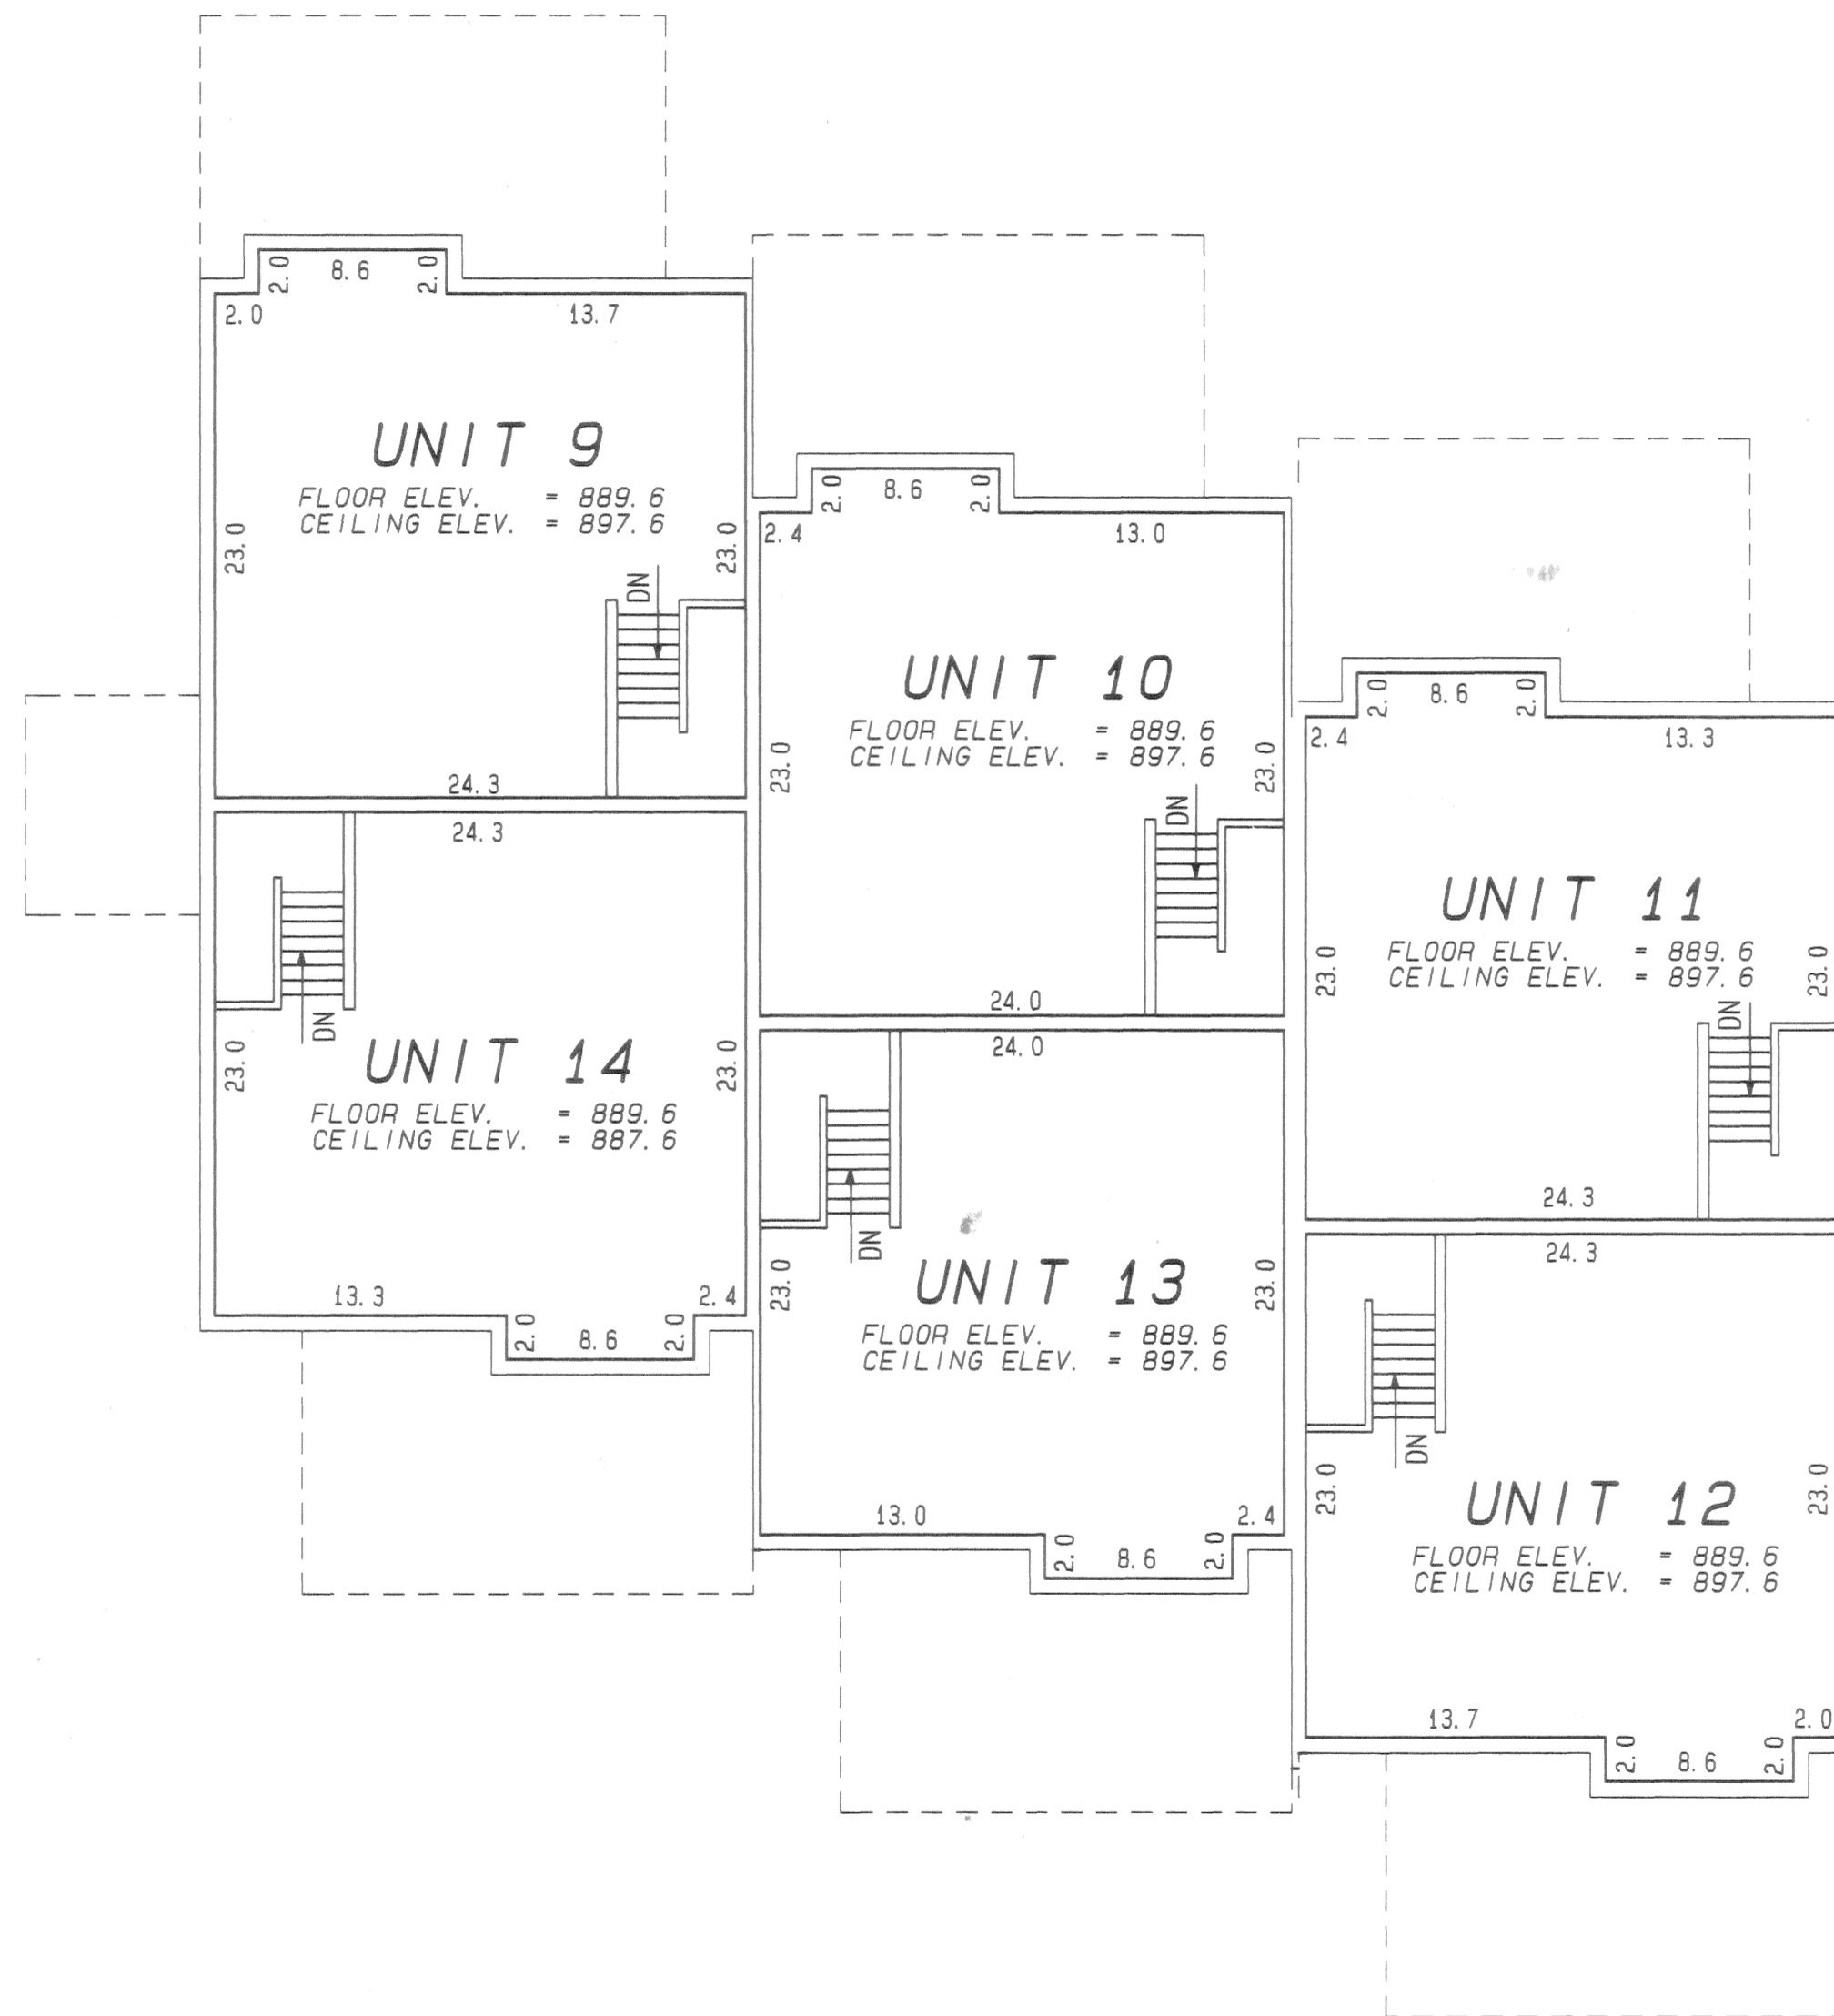 2.0
8.6
2.0
2.0
13.7
UNIT 9
FLOOR ELEV. = 889.6
CEILING ELEV. = 897.6
23.0
23.0
DN
24.3
2.0
8.6
2.0
2.4
13.0
UNIT 10
FLOOR ELEV. = 889.6
CEILING ELEV. = 897.6
23.0
23.0
DN
24.0
2.0
8.6
2.0
2.4
13.3
UNIT 11
FLOOR ELEV. = 889.6
CEILING ELEV. = 897.6
23.0
23.0
DN
24.3
24.3
DN
UNIT 14
FLOOR ELEV. = 889.6
CEILING ELEV. = 887.6
23.0
23.0
13.3
2.4
2.0
8.6
2.0
24.0
DN
UNIT 13
FLOOR ELEV. = 889.6
CEILING ELEV. = 897.6
23.0
23.0
13.0
2.4
2.0
8.6
2.0
24.3
DN
UNIT 12
FLOOR ELEV. = 889.6
CEILING ELEV. = 897.6
23.0
23.0
13.7
2.0
2.0
8.6
2.0